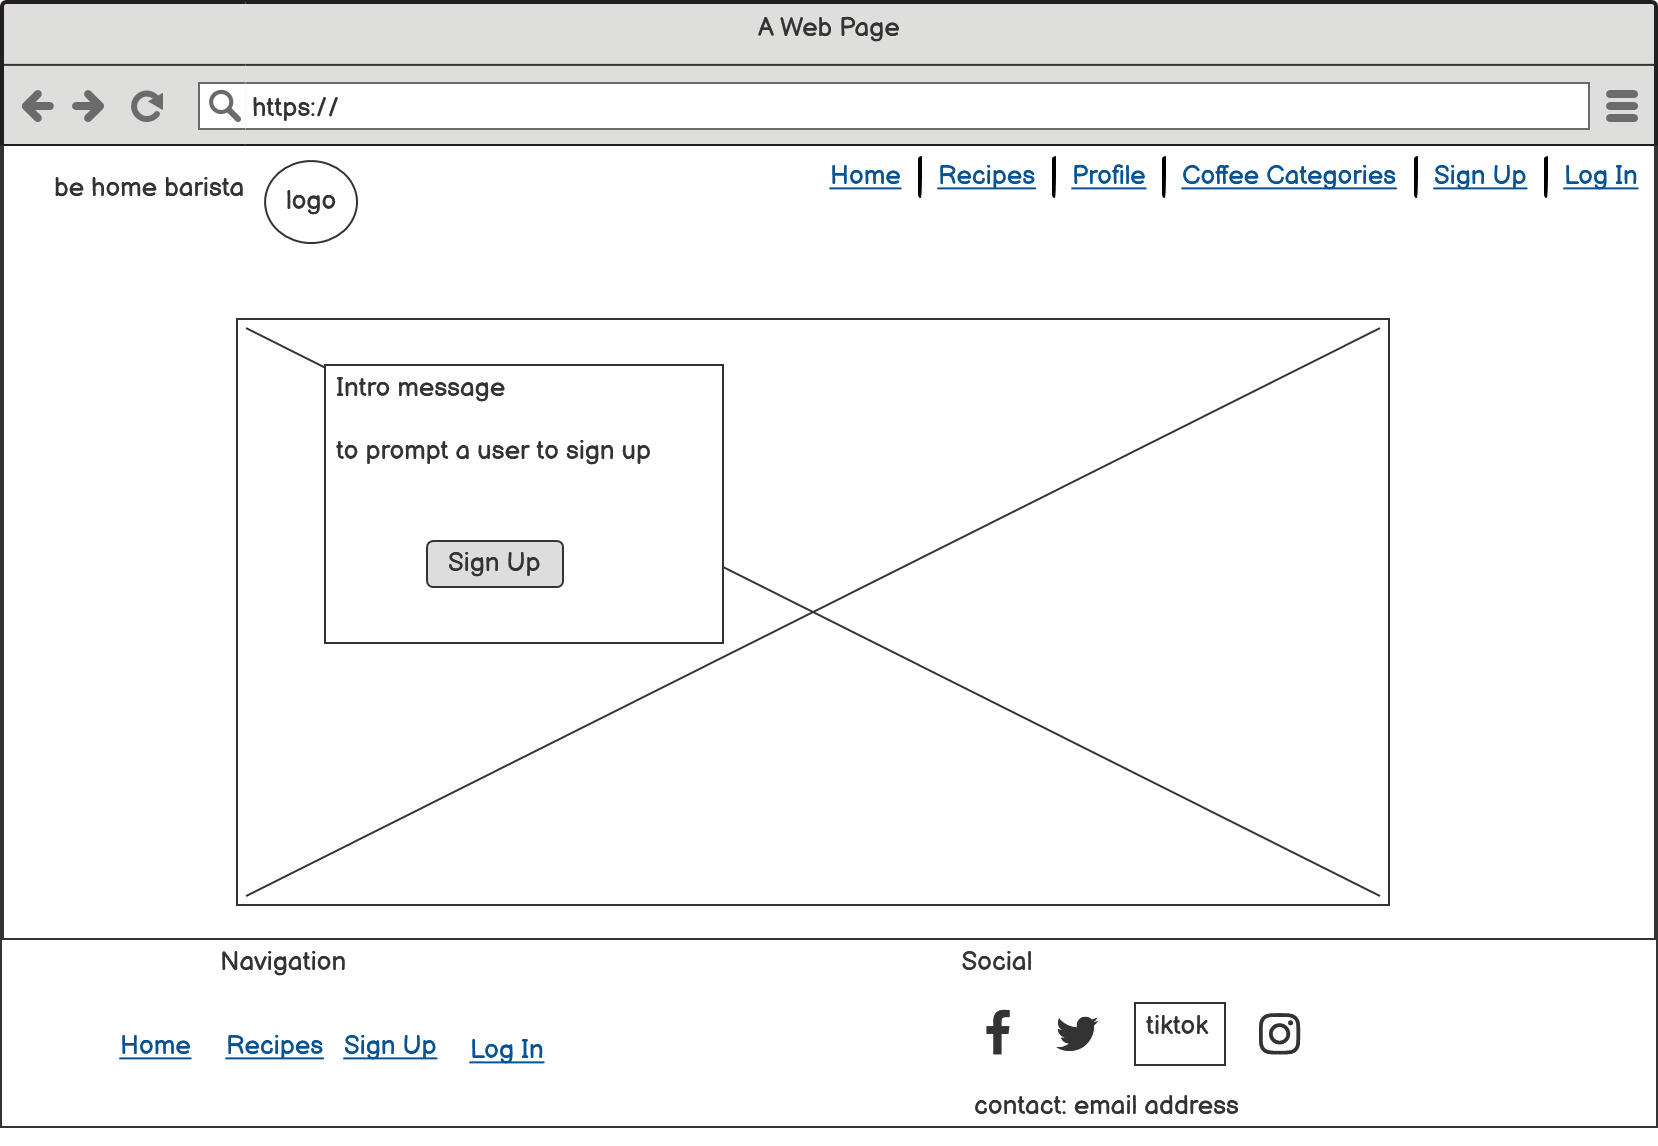 A Web Page
https://
be home barista
logo
Home Recipes Profile Coffee Categories Sign Up Log In
Intro message
to prompt a user to sign up
Sign Up
Navigation
Home Recipes Sign Up Log In
Social
tiktok
contact: email address